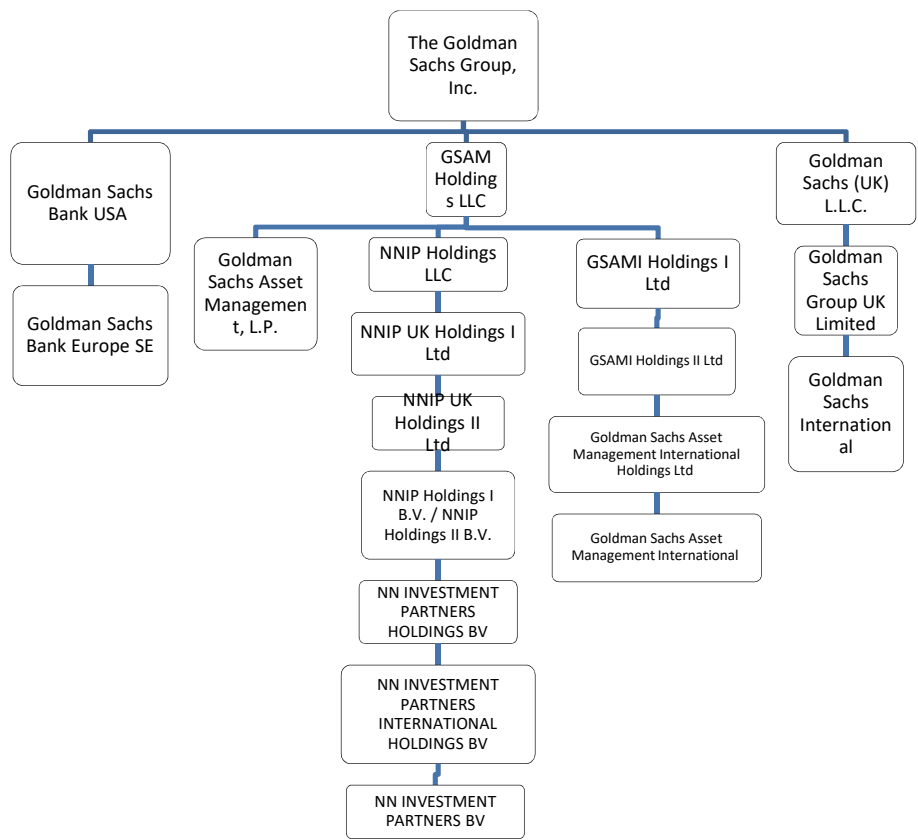 The Goldman
Sachs Group,
Inc.
Goldman Sachs
Bank USA
GSAM
Holding
s LLC
Goldman
Sachs (UK)
L.L.C.
Goldman Sachs
Bank Europe SE
Goldman
Sachs Asset
Managemen
t, L.P.
NNIP Holdings
LLC
GSAMI Holdings I
Ltd
Goldman
Sachs
Group UK
Limited
NNIP UK Holdings I
Ltd
GSAMI Holdings II Ltd
Goldman
Sachs
Internation
al
NNIP UK
Holdings II
Ltd
Goldman Sachs Asset
Management International
Holdings Ltd
NNIP Holdings I
B.V. / NNIP
Holdings II B.V.
Goldman Sachs Asset
Management International
NN INVESTMENT
PARTNERS
HOLDINGS BV
NN INVESTMENT
PARTNERS
INTERNATIONAL
HOLDINGS BV
NN INVESTMENT
PARTNERS BV